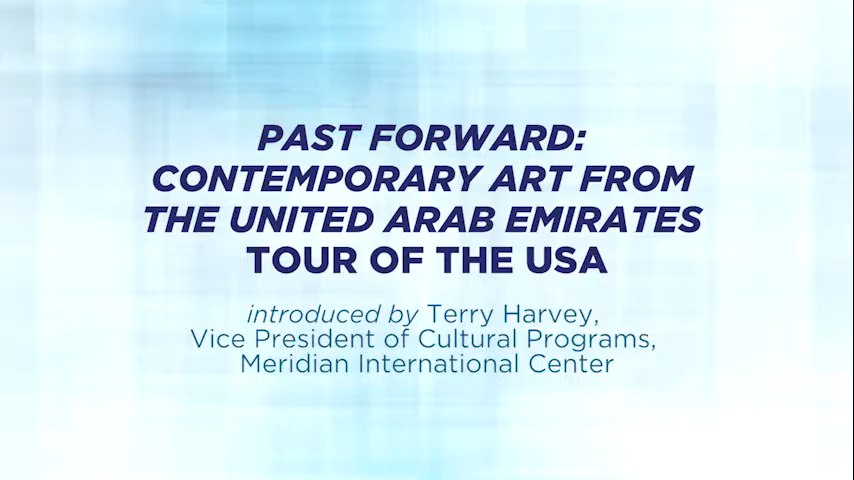 PAST FORWARD:
CONTEMPORARY ART FROM
THE UNITED ARAB EMIRATES
TOUR OF THE USA
introduced by Terry Harvey,
Vice President of Cultural Programs,
Meridian International Center